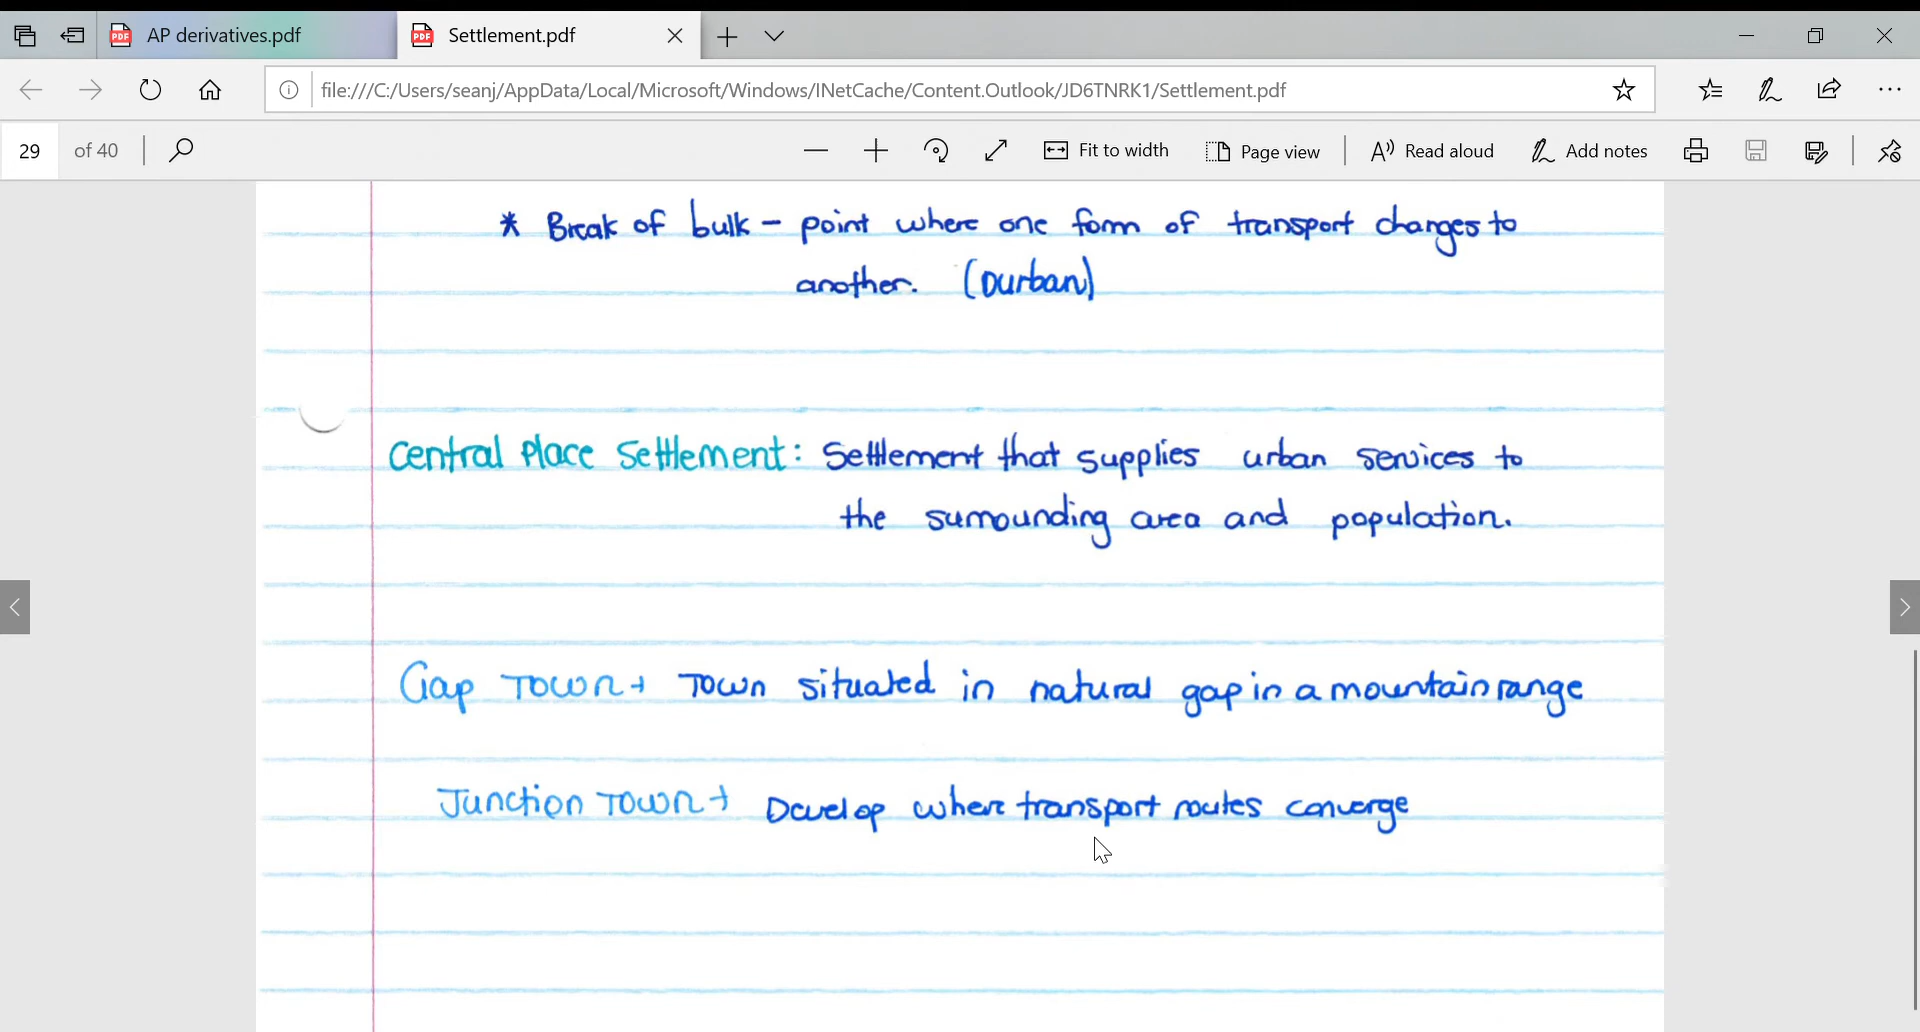 AP derivatives.pdf
Settlement.pdf
file:///C:/Users/seanj/AppData/Local/Microsoft/Windows/INetCache/Content.Outlook/JD6TNRK1/Settlement.pdf
29 of 40
Fit to width
Page view
Read aloud
Add notes
* Break of bulk - point where one form of transport changes to
another. (Durban)
Central Place Settlement: Settlement that supplies urban services to
the surrounding area and population.
Gap Town → Town situated in natural gap in a mountain range
Junction Town → Develop where transport routes converge